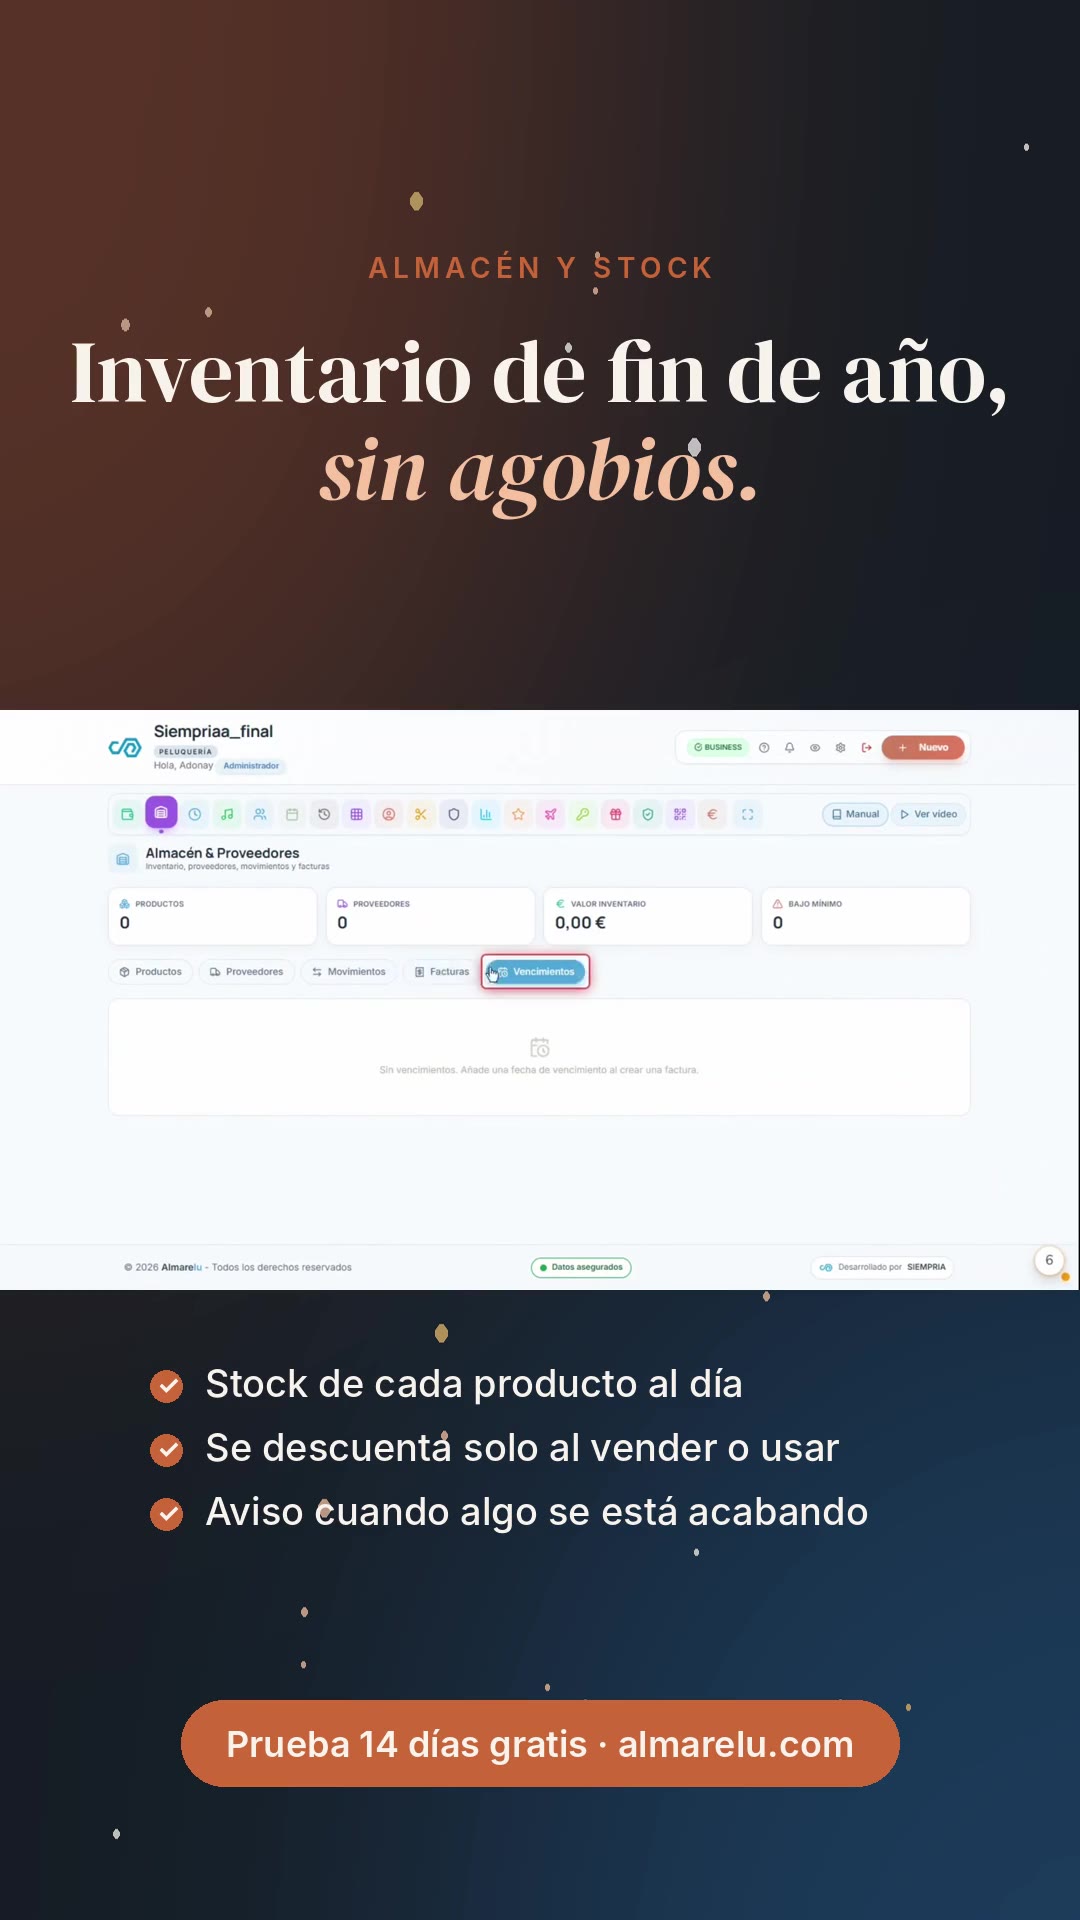 ALMACÉN Y STOCK
Inventario de fin de año,
sin agobios.
Siempriaa_final
PELUQUERÍA
Hola, Adonay Administrador
BUSINESS
Nuevo
Manual
Ver vídeo
Almacén & Proveedores
Inventario, proveedores, movimientos y facturas
PRODUCTOS
0
PROVEEDORES
0
VALOR INVENTARIO
0,00 €
BAJO MÍNIMO
0
Productos
Proveedores
Movimientos
Facturas
Vencimientos
Sin vencimientos. Añade una fecha de vencimiento al crear una factura.
© 2026 Almarelu - Todos los derechos reservados
Datos asegurados
Desarrollado por SIEMPRIA
6
Stock de cada producto al día
Se descuenta solo al vender o usar
Aviso cuando algo se está acabando
Prueba 14 días gratis · almarelu.com